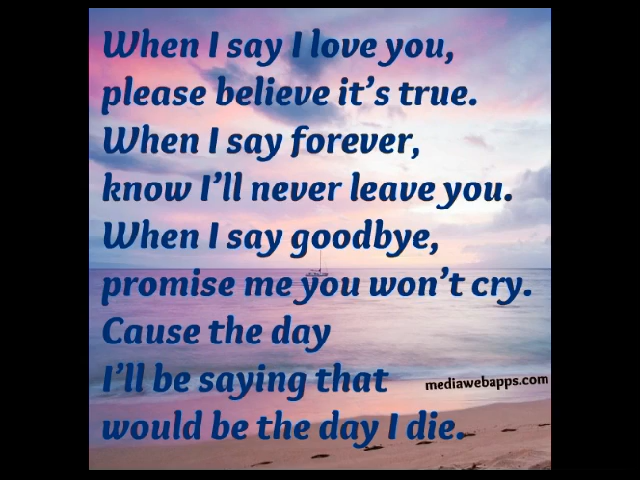 When I say I love you,
please believe it's true.
When I say forever,
know I'll never leave you.
When I say goodbye,
promise me you won't cry.
Cause the day
I'll be saying that
would be the day I die.
mediawebapps.com